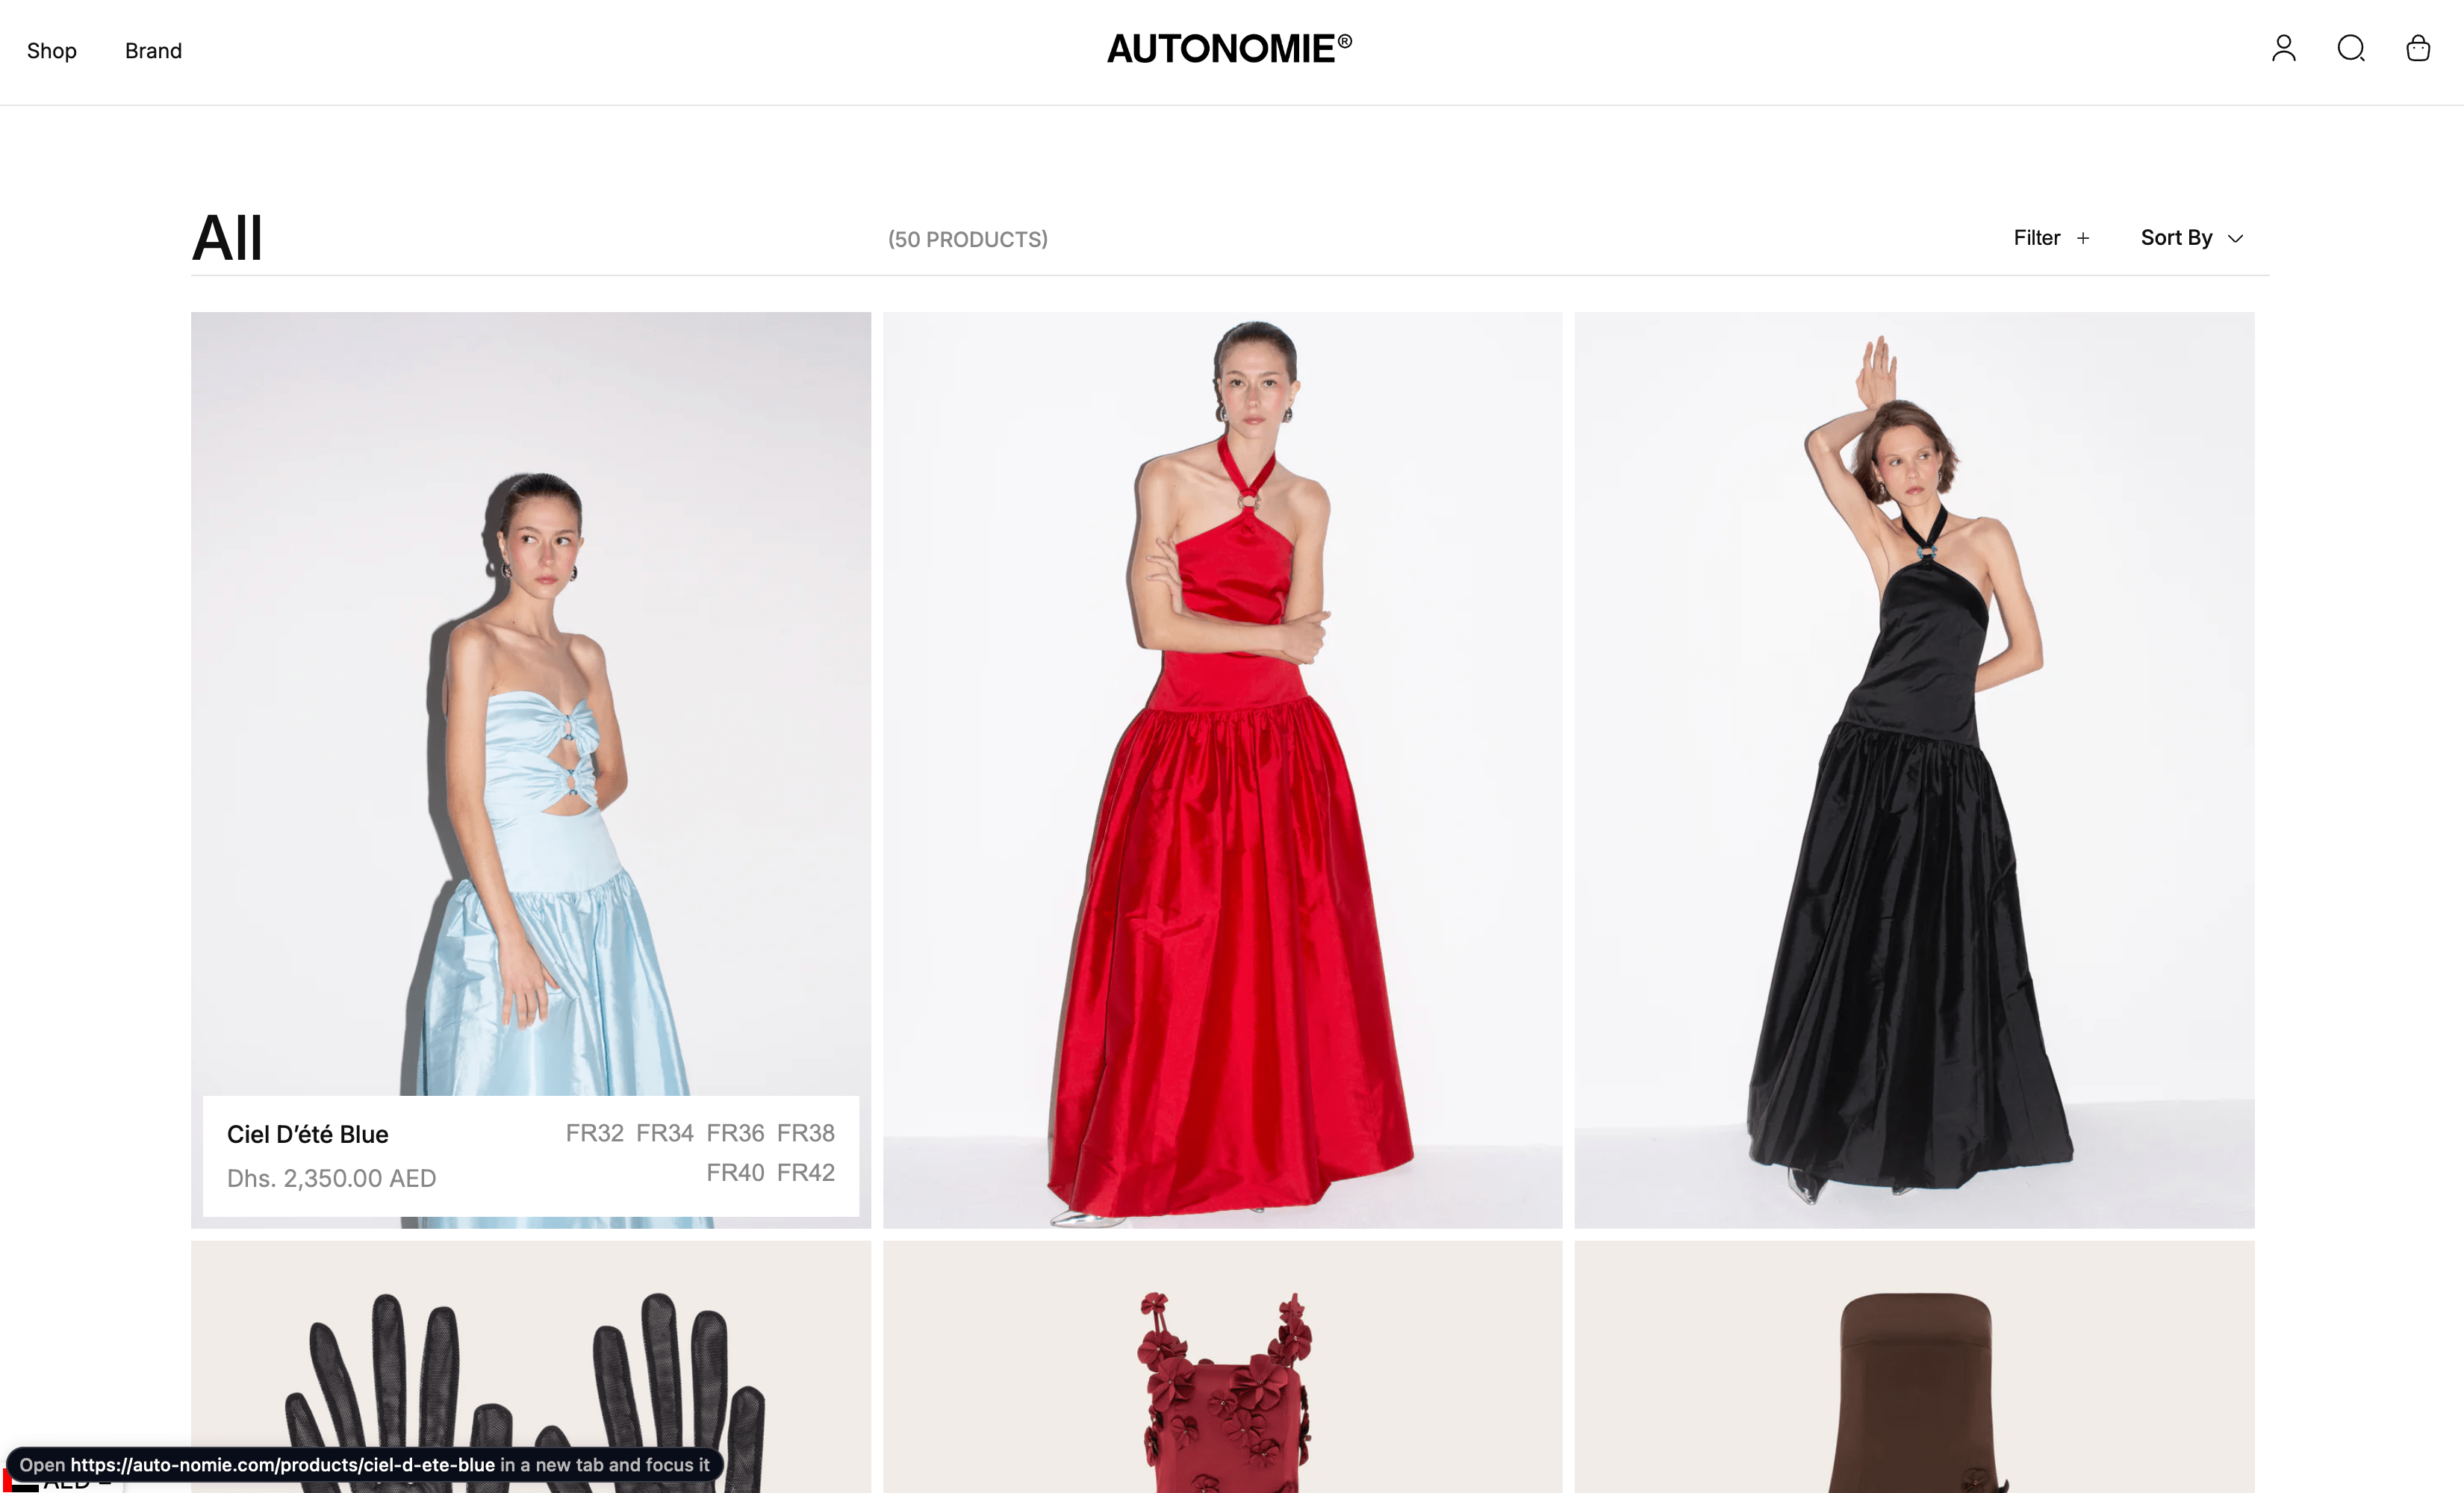 Shop Brand AUTONOMIE®
All (50 PRODUCTS) Filter + Sort By
Ciel D’été Blue FR32 FR34 FR36 FR38
Dhs. 2,350.00 AED FR40 FR42
Open https://auto-nomie.com/products/ciel-d-ete-blue in a new tab and focus it
AED